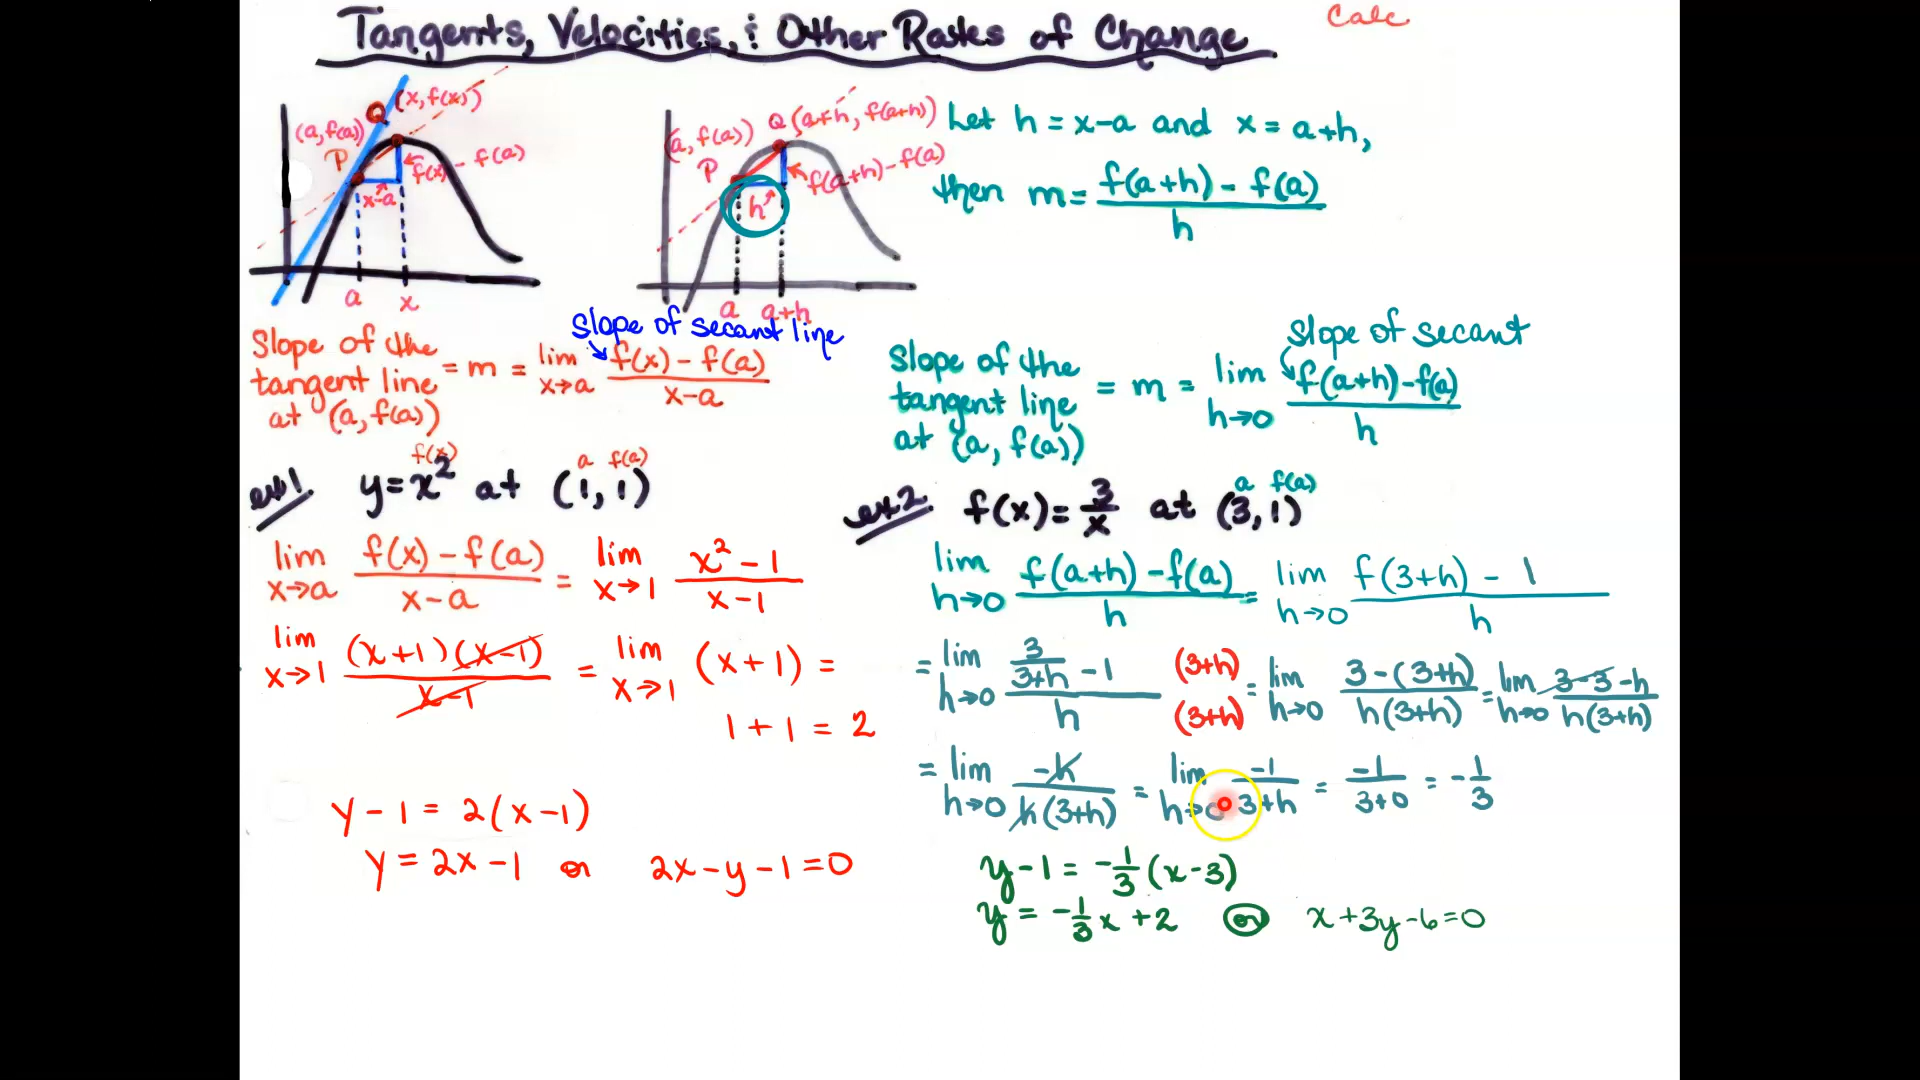 Calc
Tangents, Velocities, & Other Rates of Change
Q (x, f(x))
(a, f(a))
P
f(x) - f(a)
x-a
a x
(a, f(a)) Q (a+h, f(a+h))
P
f(a+h) - f(a)
h
a a+h
Let h = x-a and x = a+h,
then m = f(a+h) - f(a) / h
Slope of secant line
Slope of the tangent line at (a, f(a)) = m = lim x→a f(x) - f(a) / x-a
Slope of secant
Slope of the tangent line at (a, f(a)) = m = lim h→0 f(a+h) - f(a) / h
f(x) a f(a)
ex1. y = x² at (1, 1)
lim x→a f(x) - f(a) / x-a = lim x→1 x² - 1 / x-1
lim x→1 (x+1)(x-1) / x-1 = lim x→1 (x+1) =
1 + 1 = 2
y - 1 = 2(x-1)
y = 2x - 1 or 2x - y - 1 = 0
a f(a)
ex2. f(x) = 3/x at (3, 1)
lim h→0 f(a+h) - f(a) / h = lim h→0 f(3+h) - 1 / h
= lim h→0 3/3+h - 1 / h (3+h) / (3+h) = lim h→0 3 - (3+h) / h(3+h) = lim h→0 3-3-h / h(3+h)
= lim h→0 -h / h(3+h) = lim h→0 -1 / 3+h = -1 / 3+0 = -1/3
y - 1 = -1/3 (x-3)
y = -1/3 x + 2 or x + 3y - 6 = 0